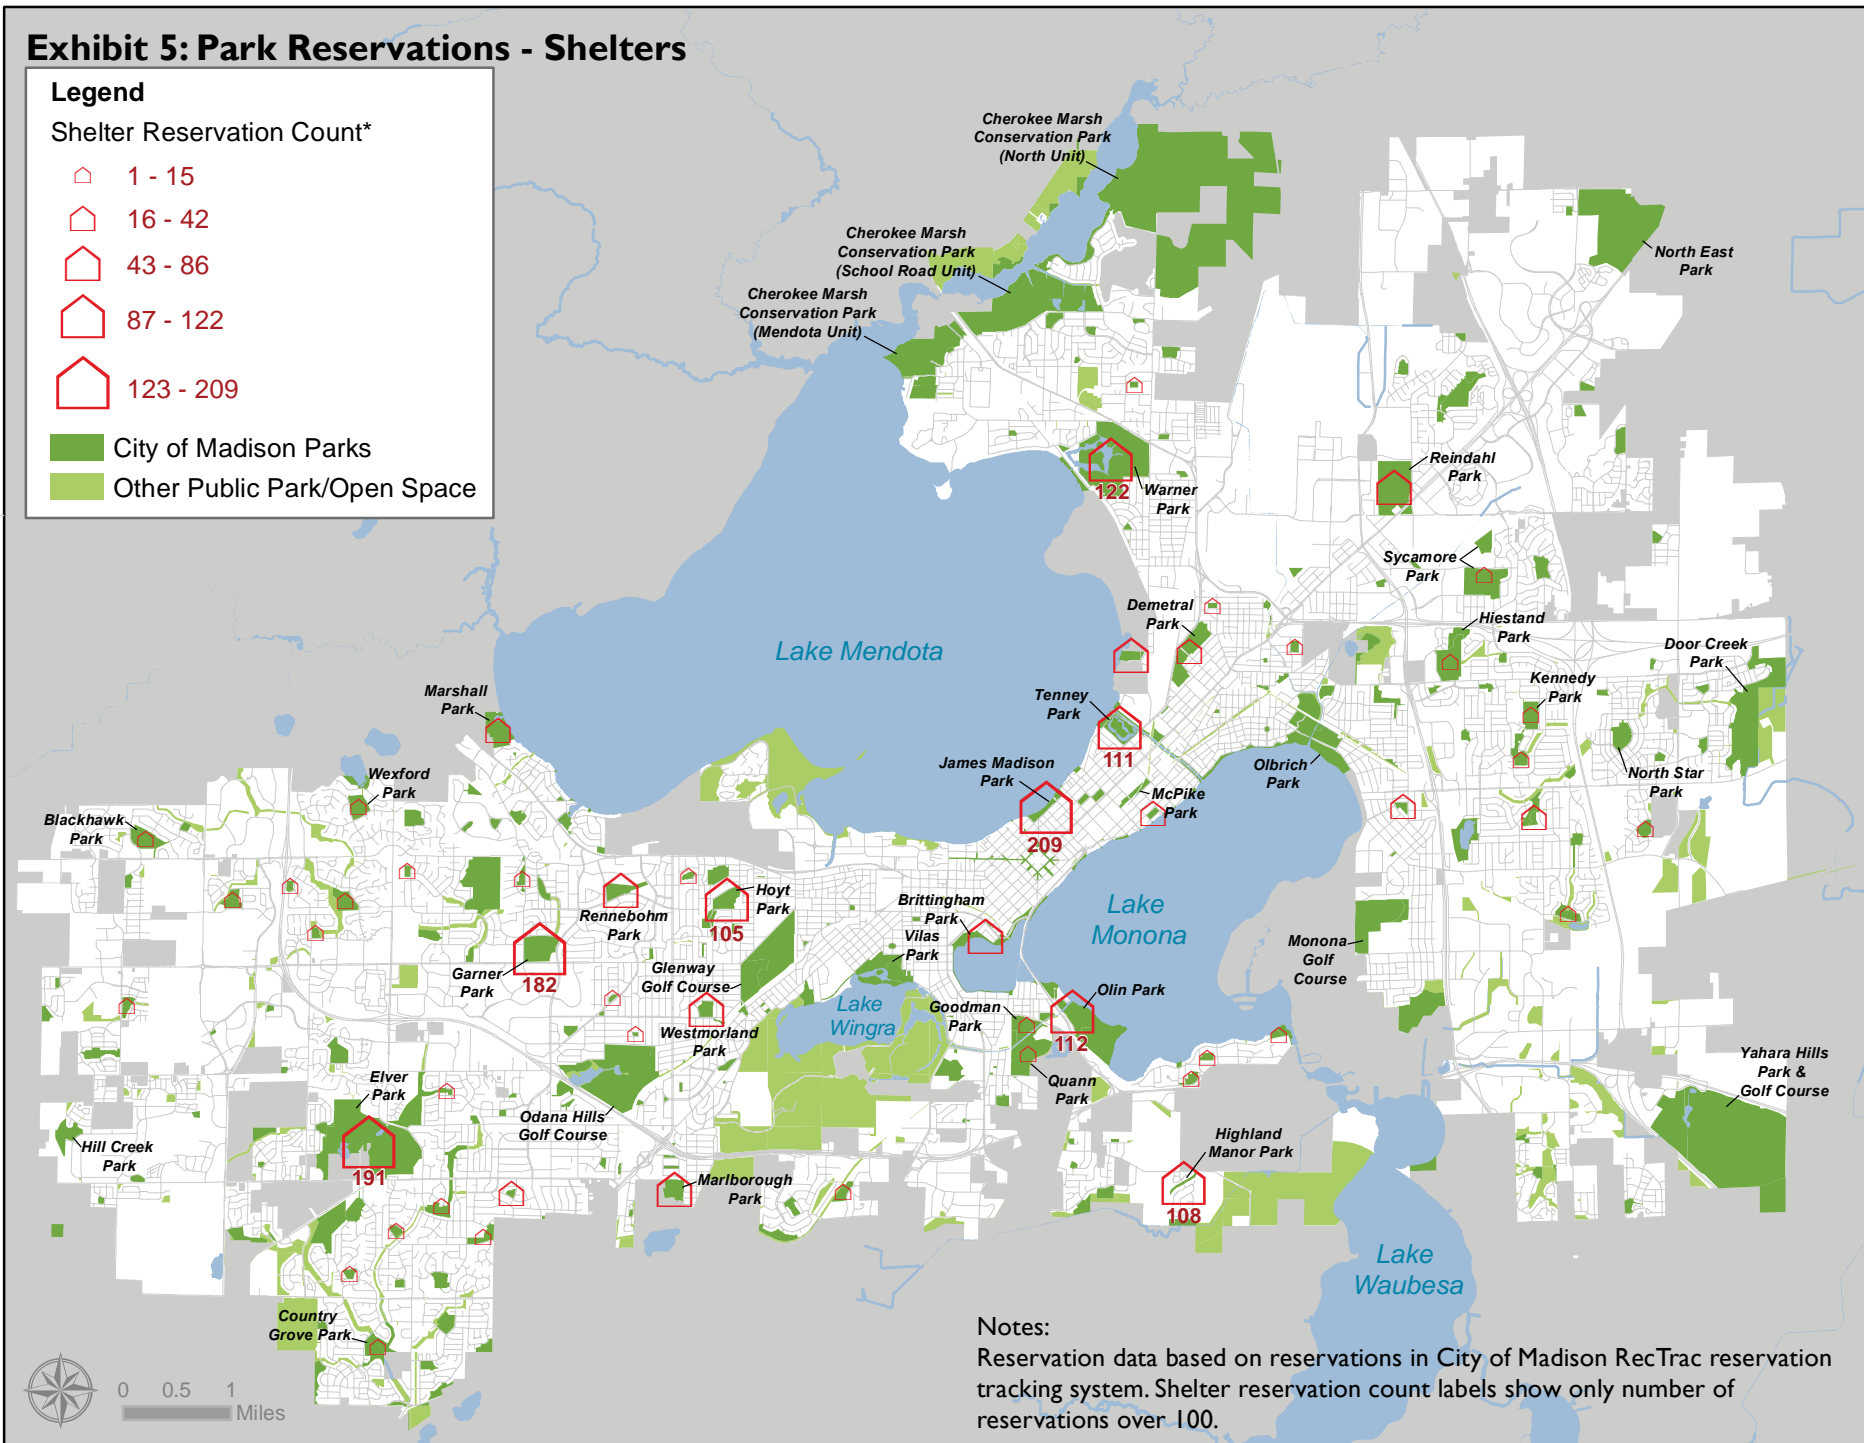 Exhibit 5: Park Reservations - Shelters
Legend
Shelter Reservation Count*
1 - 15
16 - 42
43 - 86
87 - 122
123 - 209
City of Madison Parks
Other Public Park/Open Space
Cherokee Marsh
Conservation Park
(North Unit)
Cherokee Marsh
Conservation Park
(School Road Unit)
Cherokee Marsh
Conservation Park
(Mendota Unit)
North East
Park
Reindahl
Park
122
Warner
Park
Sycamore
Park
Demetral
Park
Hiestand
Park
Door Creek
Park
Lake Mendota
Kennedy
Park
Marshall
Park
Tenney
Park
111
James Madison
Park
209
McPike
Park
Olbrich
Park
North Star
Park
Wexford
Park
Blackhawk
Park
Rennebohm
Park
Hoyt
Park
105
Brittingham
Park
Vilas
Park
Lake
Monona
Monona
Golf
Course
Garner
Park
182
Glenway
Golf Course
Westmorland
Park
Lake
Wingra
Goodman
Park
Olin Park
112
Quann
Park
Yahara Hills
Park &
Golf Course
Elver
Park
191
Odana Hills
Golf Course
Hill Creek
Park
Marlborough
Park
Highland
Manor Park
108
Lake
Waubesa
Country
Grove Park
0 0.5 1
Miles
Notes:
Reservation data based on reservations in City of Madison RecTrac reservation
tracking system. Shelter reservation count labels show only number of
reservations over 100.